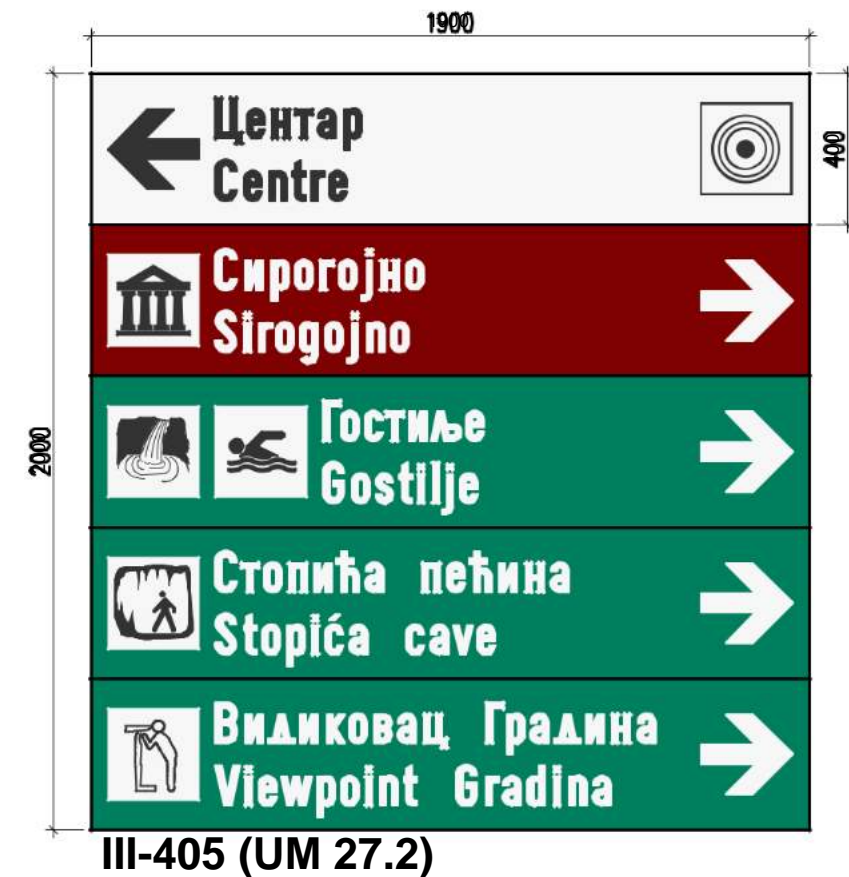 1900
Центар
Centre
400
Сирогојно
Sirogojno
2000
Гостиље
Gostilje
Стопића пећина
Stopića cave
Видиковац Градина
Viewpoint Gradina
III-405 (UM 27.2)